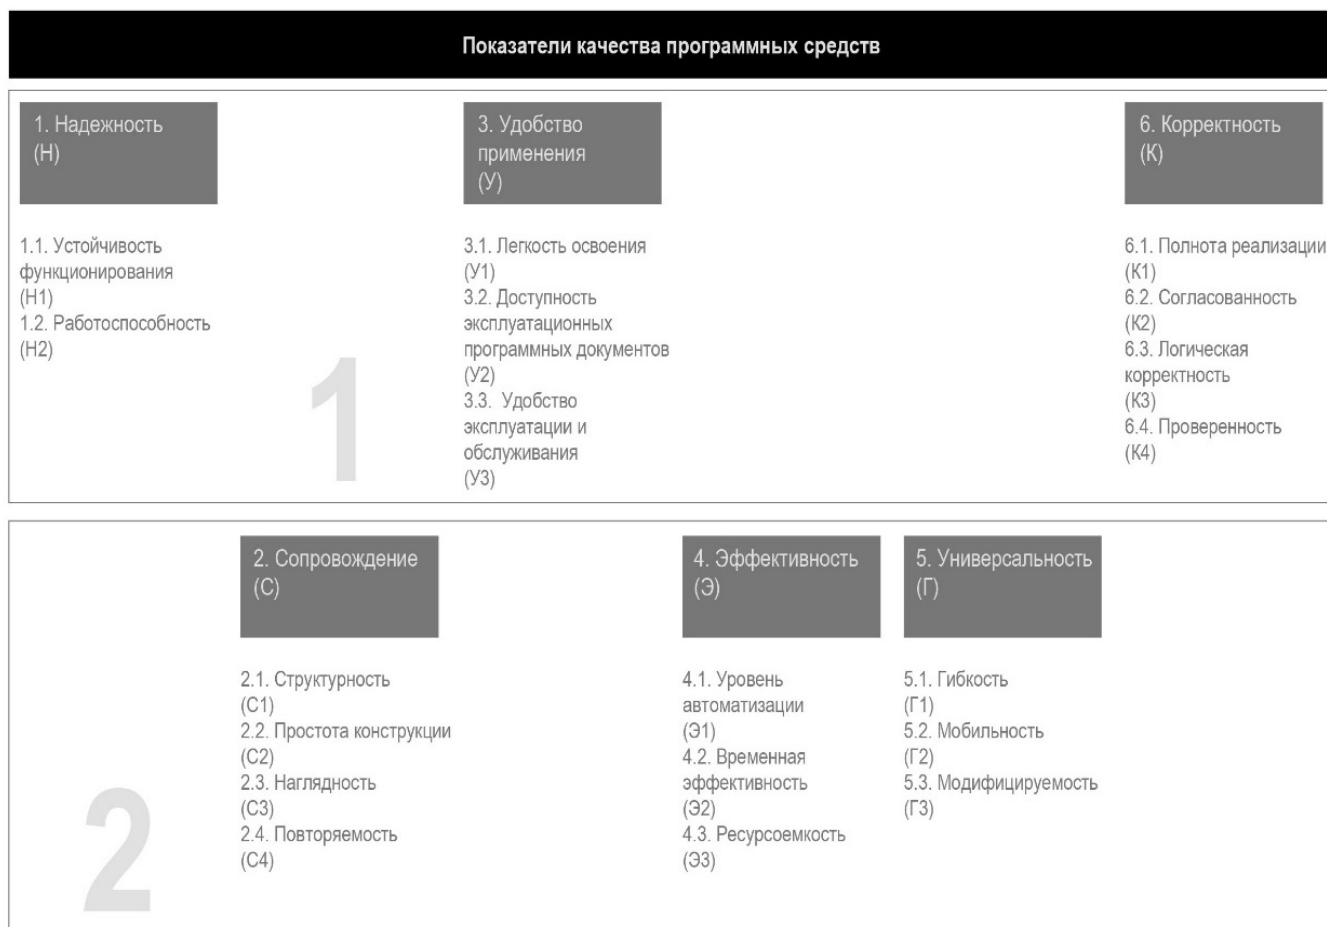 Показатели качества программных средств
1. Надежность
(Н)
1.1. Устойчивость
функционирования
(Н1)
1.2. Работоспособность
(Н2)
3. Удобство
применения
(У)
3.1. Легкость освоения
(У1)
3.2. Доступность
эксплуатационных
программных документов
(У2)
3.3. Удобство
эксплуатации и
обслуживания
(У3)
6. Корректность
(К)
6.1. Полнота реализации
(К1)
6.2. Согласованность
(К2)
6.3. Логическая
корректность
(К3)
6.4. Проверенность
(К4)
1
2. Сопровождение
(С)
2.1. Структурность
(С1)
2.2. Простота конструкции
(С2)
2.3. Наглядность
(С3)
2.4. Повторяемость
(С4)
4. Эффективность
(Э)
4.1. Уровень
автоматизации
(Э1)
4.2. Временная
эффективность
(Э2)
4.3. Ресурсоемкость
(Э3)
5. Универсальность
(Г)
5.1. Гибкость
(Г1)
5.2. Мобильность
(Г2)
5.3. Модифицируемость
(Г3)
2